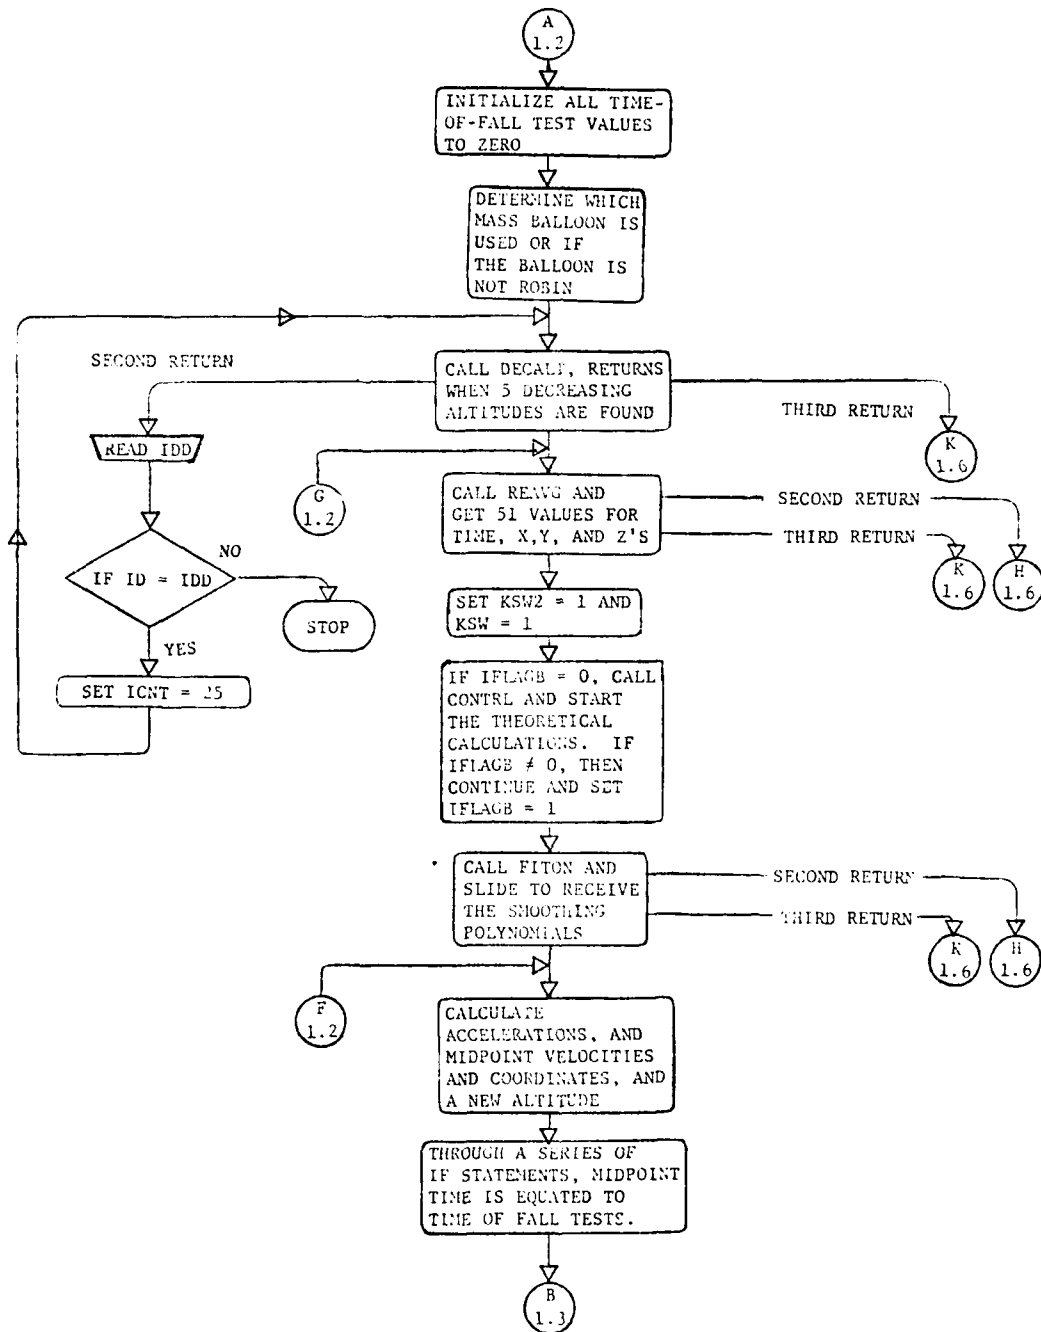 A
1.2
INITIALIZE ALL TIME-
OF-FALL TEST VALUES
TO ZERO
DETERMINE WHICH
MASS BALLOON IS
USED OR IF
THE BALLOON IS
NOT ROBIN
SECOND RETURN
CALL DECALT, RETURNS
WHEN 5 DECREASING
ALTITUDES ARE FOUND
THIRD RETURN
K
1.6
READ IDD
G
1.2
CALL REAVG AND
GET 51 VALUES FOR
TIME, X,Y, AND Z'S
SECOND RETURN
THIRD RETURN
K
1.6
H
1.6
IF ID = IDD
NO
STOP
YES
SET ICNT = 25
SET KSW2 = 1 AND
KSW = 1
IF IFLAGB = 0, CALL
CONTRL AND START
THE THEORETICAL
CALCULATIONS. IF
IFLAGB ≠ 0, THEN
CONTINUE AND SET
IFLAGB = 1
CALL FITON AND
SLIDE TO RECEIVE
THE SMOOTHING
POLYNOMIALS
SECOND RETURN
THIRD RETURN
K
1.6
H
1.6
F
1.2
CALCULATE
ACCELERATIONS, AND
MIDPOINT VELOCITIES
AND COORDINATES, AND
A NEW ALTITUDE
THROUGH A SERIES OF
IF STATEMENTS, MIDPOINT
TIME IS EQUATED TO
TIME OF FALL TESTS.
B
1.3